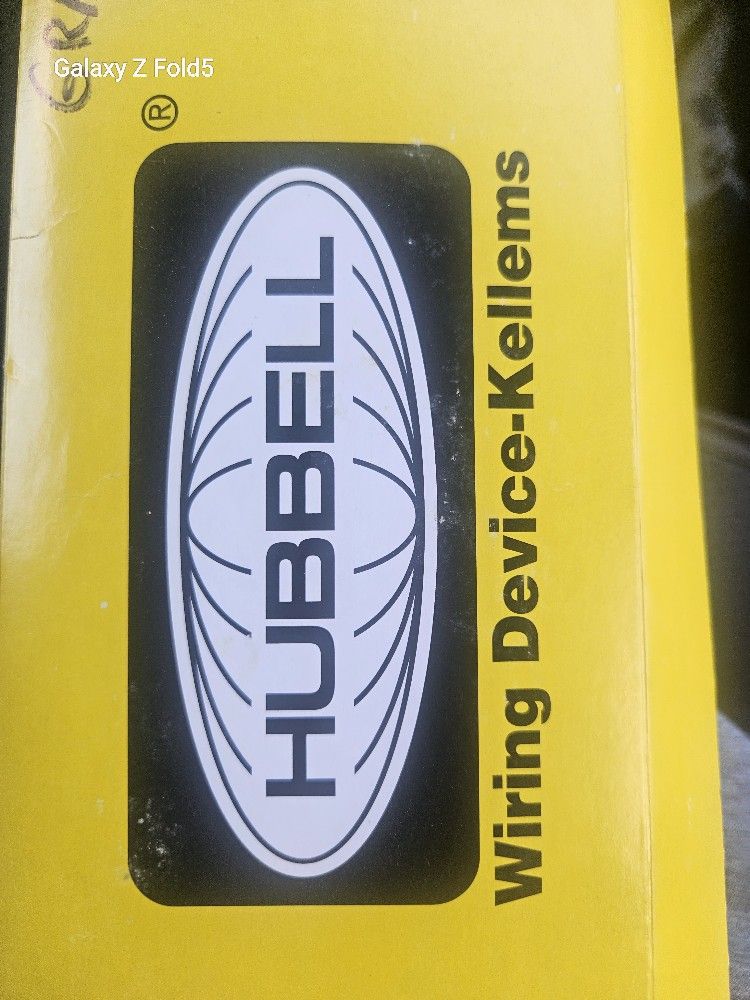 Galaxy Z Fold5
®
HUBBELL
Wiring Device-Kellems